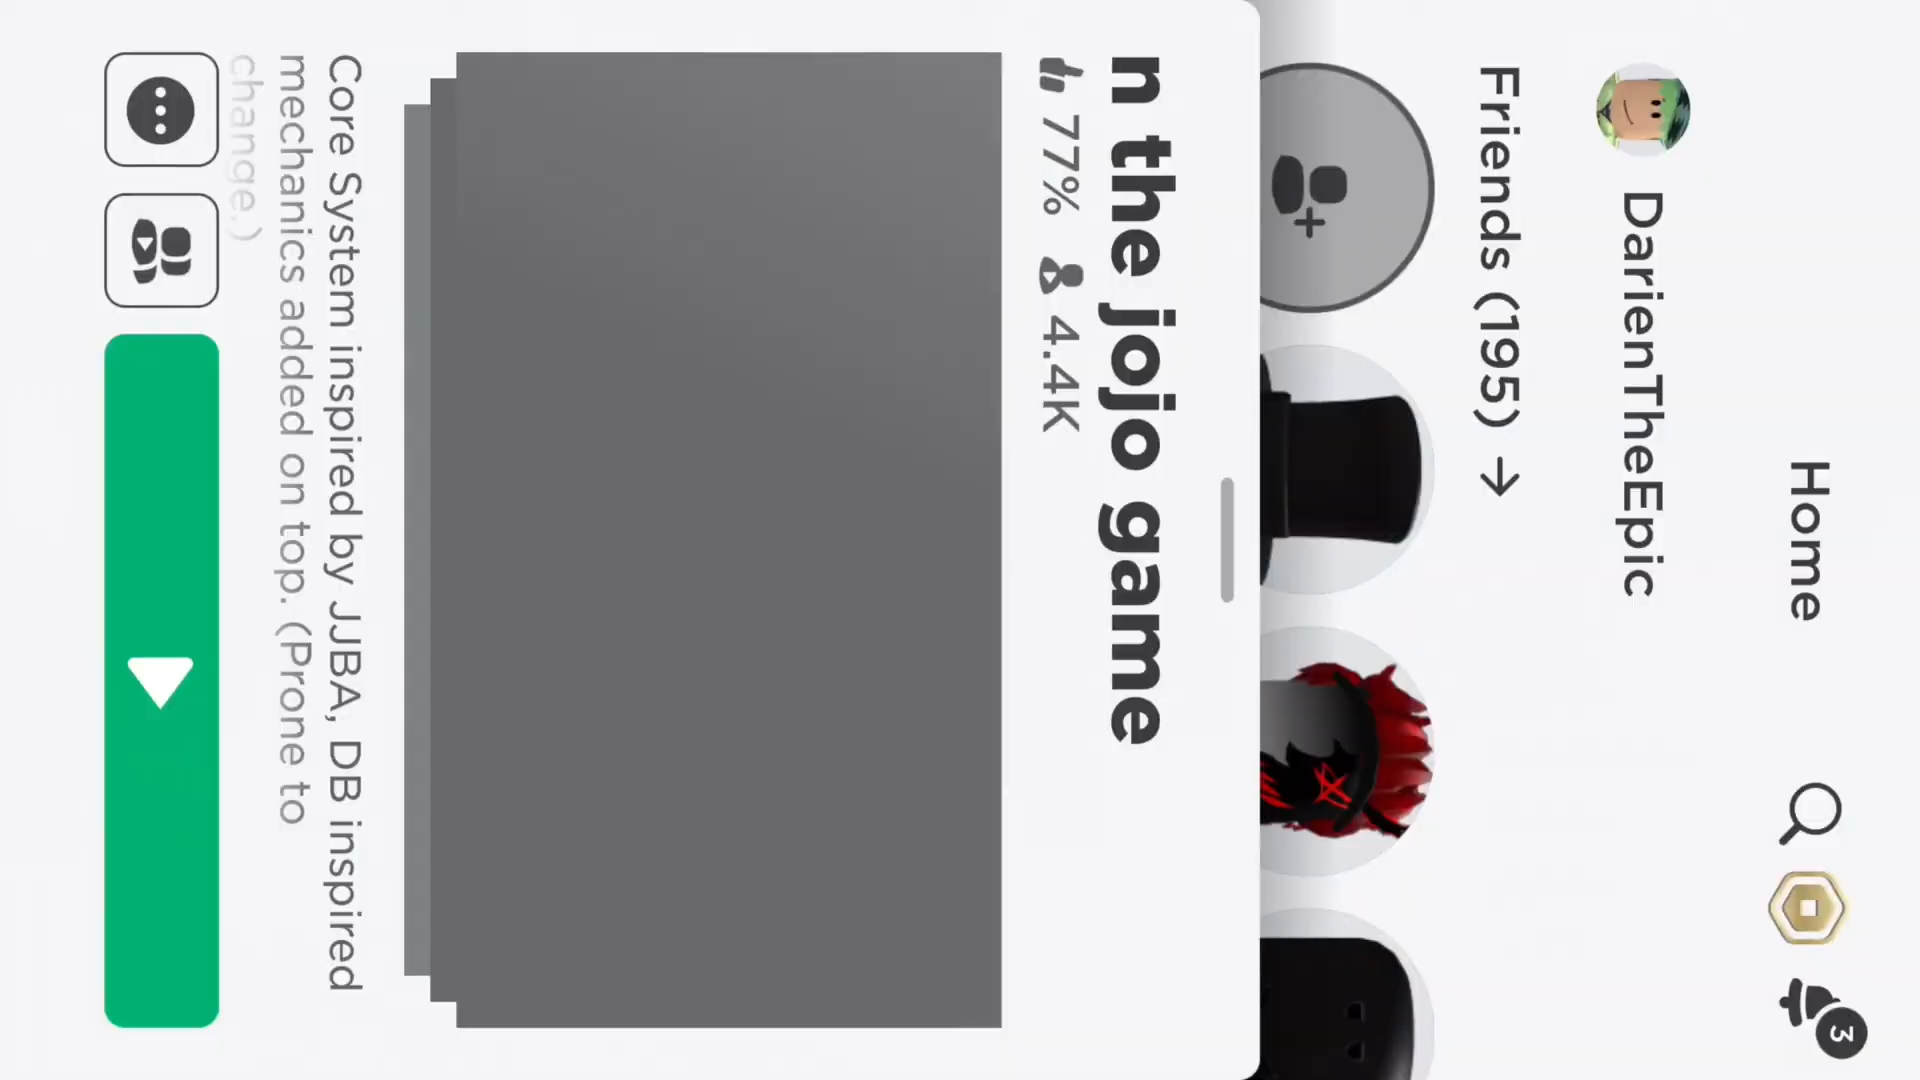 Home
3
DarienTheEpic
Friends (195) →
n the jojo game
77% 4.4K
Core System inspired by JJBA, DB inspired
mechanics added on top. (Prone to
change.)